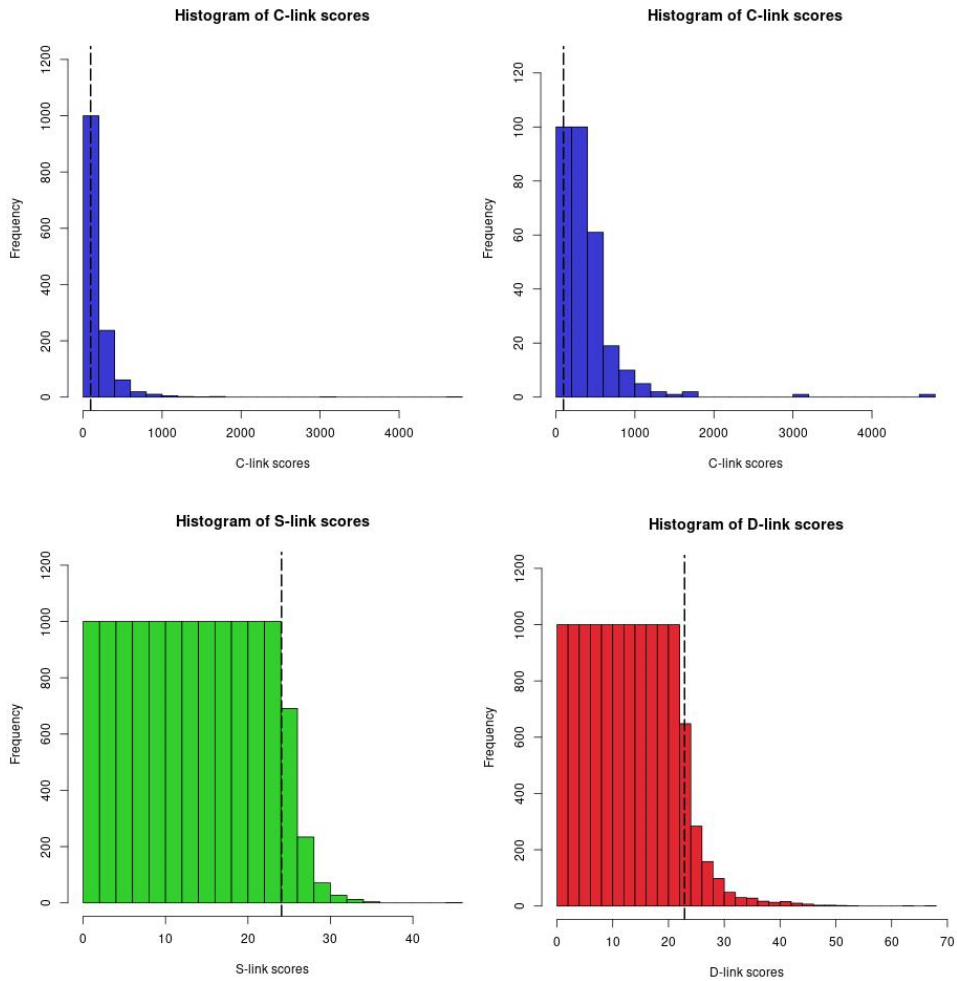 Histogram of C-link scores
Frequency
0
200
400
600
800
1000
1200
0 1000 2000 3000 4000
C-link scores
Histogram of C-link scores
Frequency
0
20
40
60
80
100
120
0 1000 2000 3000 4000
C-link scores
Histogram of S-link scores
Frequency
0
200
400
600
800
1000
1200
0 10 20 30 40
S-link scores
Histogram of D-link scores
Frequency
0
200
400
600
800
1000
1200
0 10 20 30 40 50 60 70
D-link scores